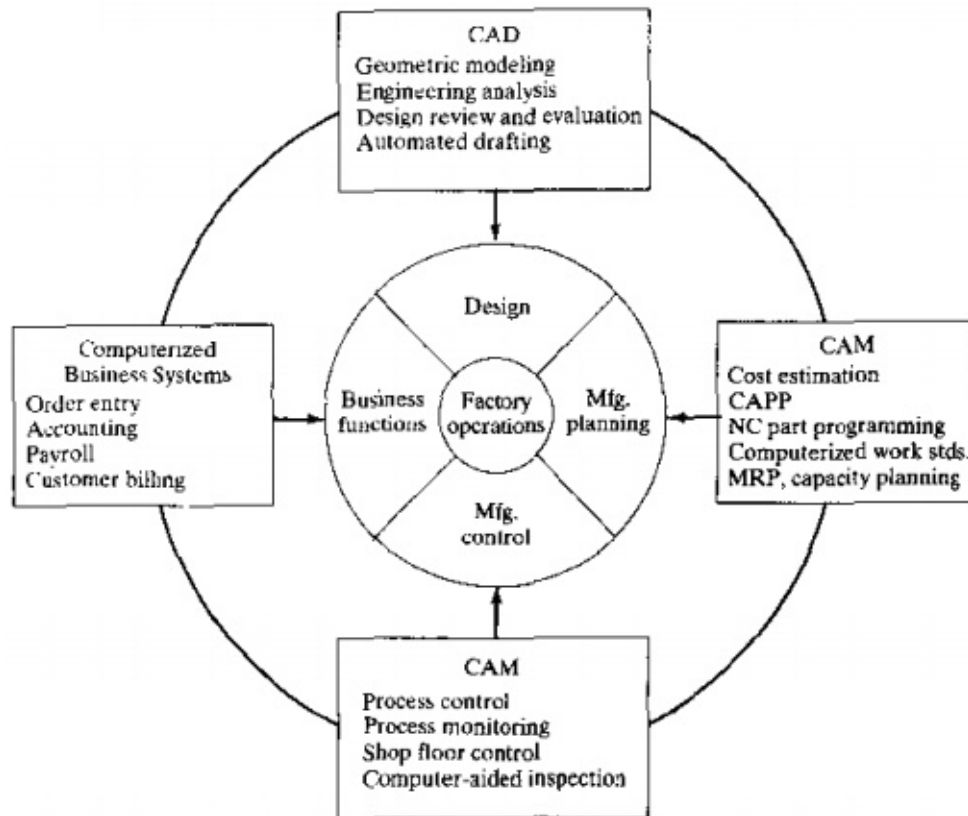 CAD
Geometric modeling
Engineering analysis
Design review and evaluation
Automated drafting
Design
Computerized
Business Systems
Order entry
Accounting
Payroll
Customer billing
Business
functions
Factory
operations
Mfg.
planning
CAM
Cost estimation
CAPP
NC part programming
Computerized work stds.
MRP, capacity planning
Mfg.
control
CAM
Process control
Process monitoring
Shop floor control
Computer-aided inspection